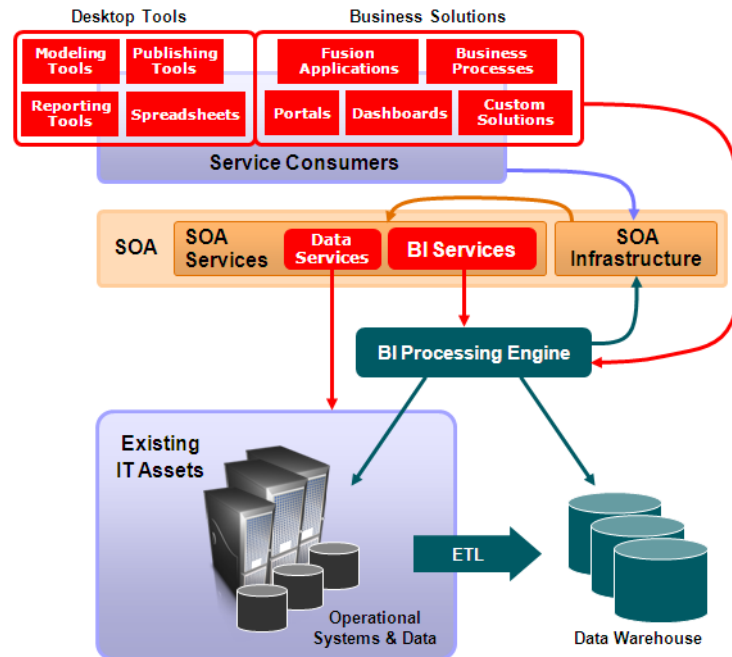 Desktop Tools
Business Solutions
Modeling
Tools
Publishing
Tools
Fusion
Applications
Business
Processes
Reporting
Tools
Spreadsheets
Portals
Dashboards
Custom
Solutions
Service Consumers
SOA
SOA
Services
Data
Services
BI Services
SOA
Infrastructure
BI Processing Engine
Existing
IT Assets
ETL
Operational
Systems & Data
Data Warehouse